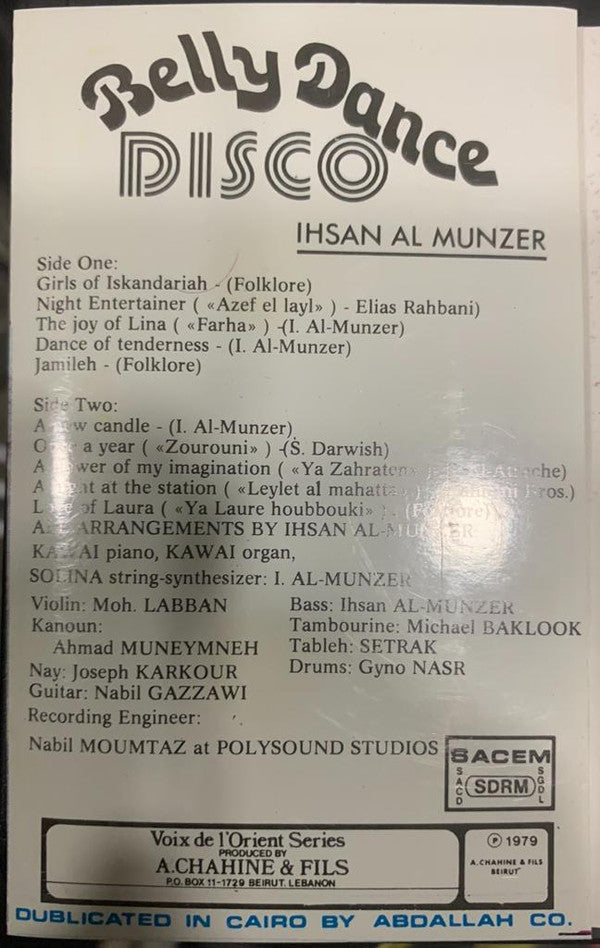 Belly Dance
DISCO
IHSAN AL MUNZER
Side One:
Girls of Iskandariah - (Folklore)
Night Entertainer ( «Azef el layl» ) - Elias Rahbani)
The joy of Lina ( «Farha» ) -(I. Al-Munzer)
Dance of tenderness - (I. Al-Munzer)
Jamileh - (Folklore)
Side Two:
A candle - (I. Al-Munzer)
a year ( «Zourouni» ) -(S. Darwish)
A of my imagination ( «Ya
A at the station ( «Leylet al
of Laura ( «Ya Laure houbbouki»
ARRANGEMENTS BY IHSAN
KAWAI piano, KAWAI organ,
SOLINA string-synthesizer: I. AL-MUNZER
Violin: Moh. LABBAN
Kanoun:
Ahmad MUNEYMNEH
Nay: Joseph KARKOUR
Guitar: Nabil GAZZAWI
Bass: Ihsan AL-MUNZER
Tambourine: Michael BAKLOOK
Tableh: SETRAK
Drums: Gyno NASR
Recording Engineer:
Nabil MOUMTAZ at POLYSOUND STUDIOS
SACEM
SACD
SDRM
SGDL
Voix de l'Orient Series
PRODUCED BY
A.CHAHINE & FILS
P.O. BOX 11-1729 BEIRUT. LEBANON
℗ 1979
A. CHAHINE & FILS
BEIRUT
DUBLICATED IN CAIRO BY ABDALLAH CO.